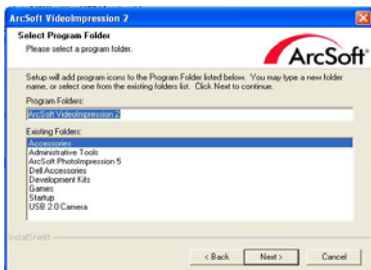 ArcSoft VideoImpression 2
Select Program Folder
Please select a program folder.
ArcSoft®
Setup will add program icons to the Program Folder listed below. You may type a new folder
name, or select one from the existing folders list. Click Next to continue.
Program Folders:
ArcSoft VideoImpression 2
Existing Folders:
Accessories
Administrative Tools
ArcSoft PhotoImpression 5
Dell Accessories
Development Kits
Games
Startup
USB 2.0 Camera
InstallShield
< Back
Next >
Cancel